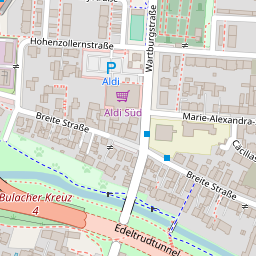 Hohenzollernstraße
Wartburgstraße
P
Aldi
Aldi Süd
Marie-Alexandra-
Breite Straße
Breite Straße
Bulacher Kreuz
4
Edeltrudtunnel